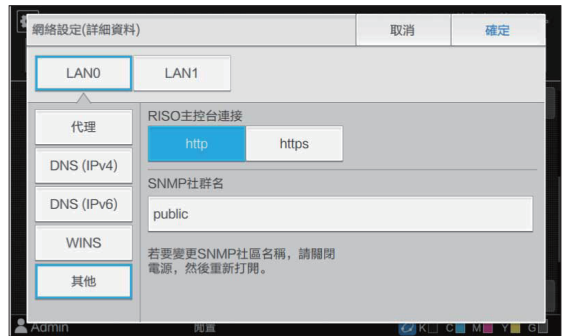 網絡設定(詳細資料)
取消
確定
LAN0
LAN1
代理
DNS (IPv4)
DNS (IPv6)
WINS
其他
RISO主控台連接
http
https
SNMP社群名
public
若要變更SNMP社區名稱，請關閉
電源，然後重新打開。
Admin
閒置
K C M Y G